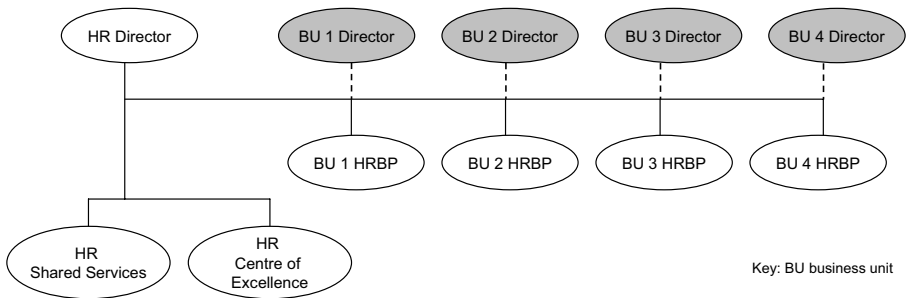 HR Director
BU 1 Director
BU 2 Director
BU 3 Director
BU 4 Director
BU 1 HRBP
BU 2 HRBP
BU 3 HRBP
BU 4 HRBP
HR
Shared Services
HR
Centre of
Excellence
Key: BU business unit